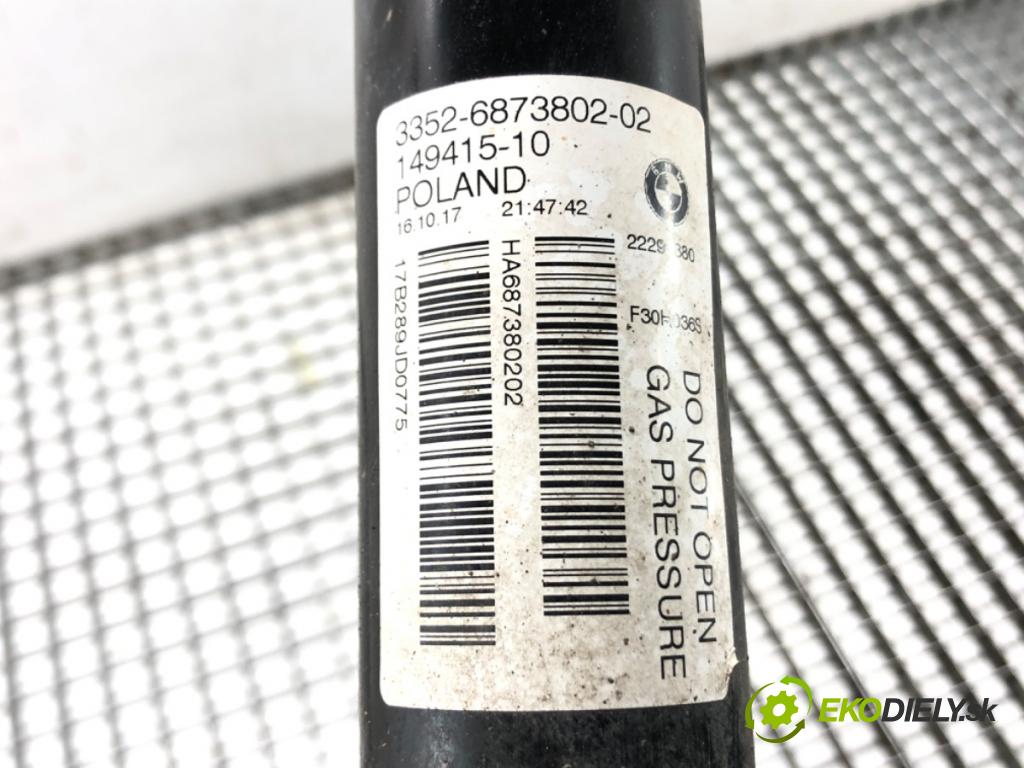 3352-6873802-02
149415-10
POLAND
16.10.17 21:47:42
BMW
17B289JD0775
HA687380202
DO NOT OPEN
GAS PRESSURE
EKODIELY.sk